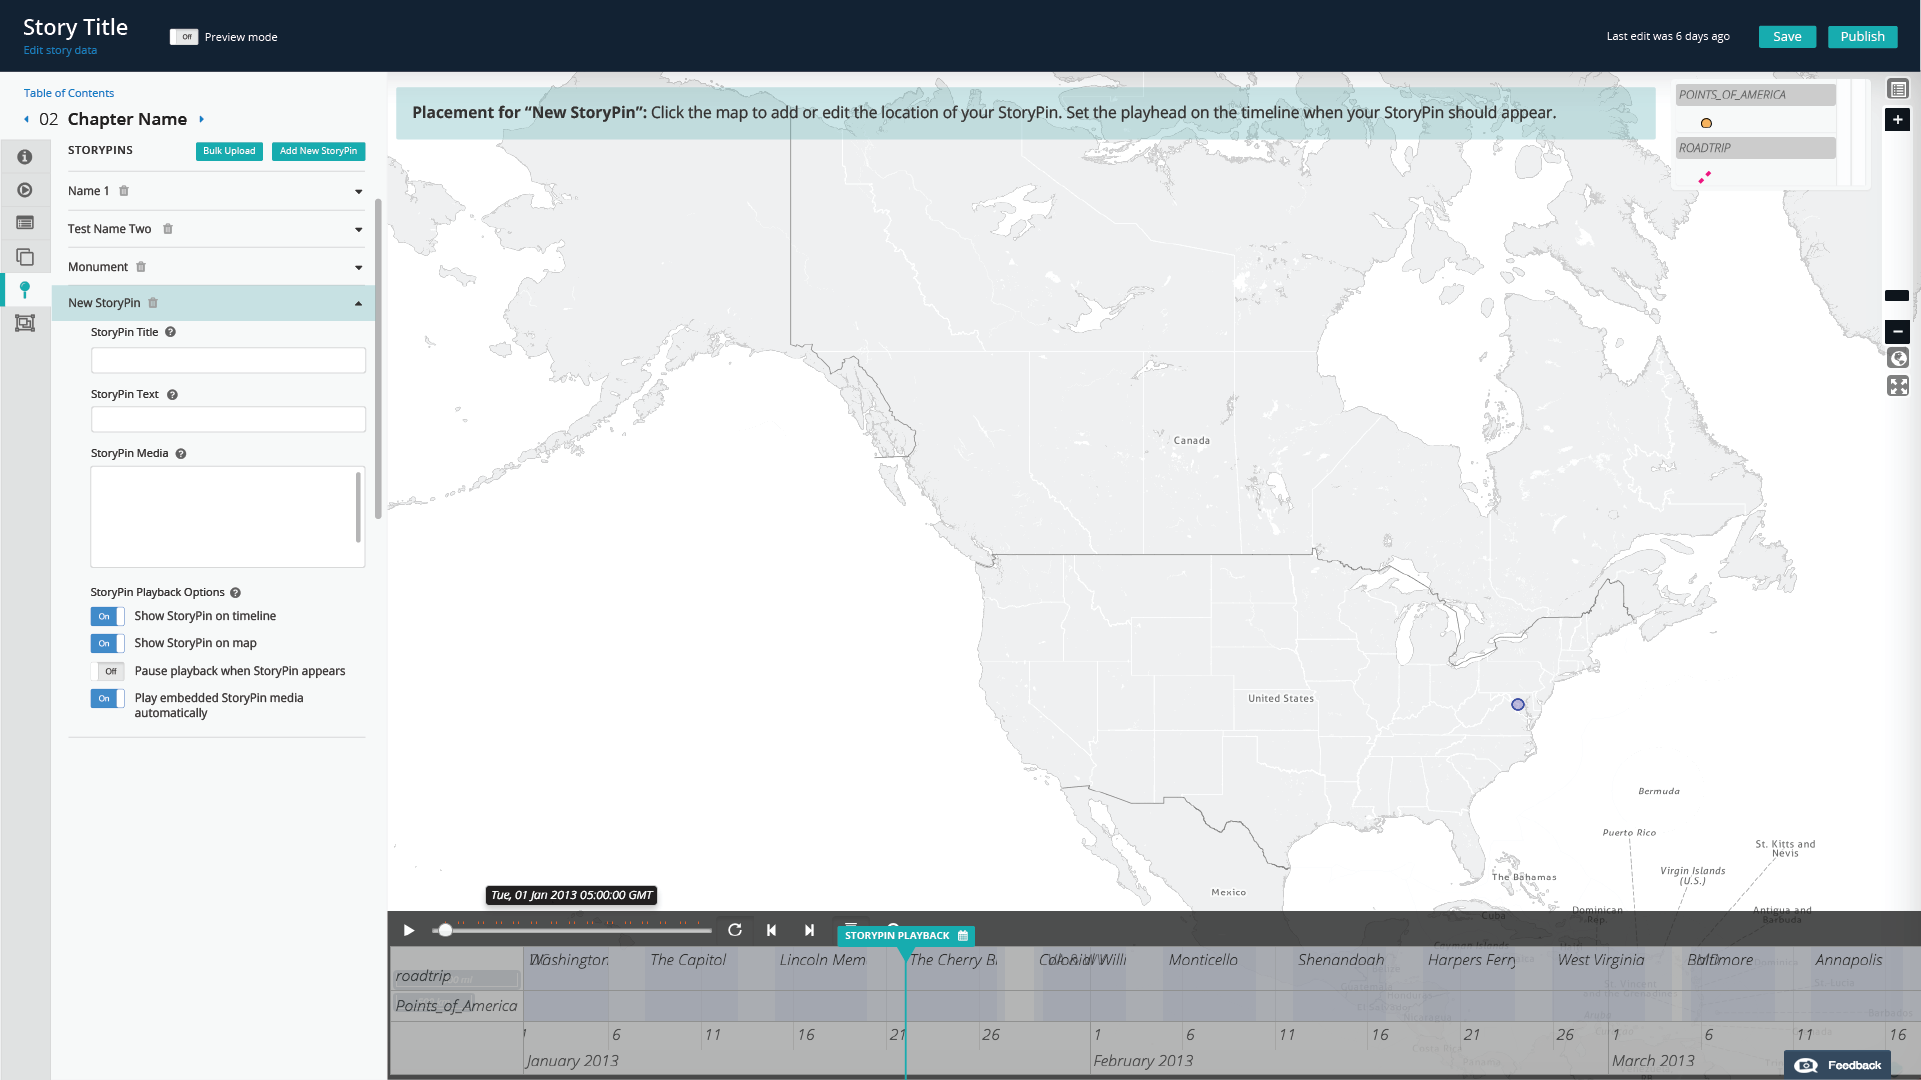 Story Title
Edit story data
Off
Preview mode
Last edit was 6 days ago
Save
Publish
Table of Contents
02 Chapter Name
STORYPINS
Bulk Upload
Add New StoryPin
Name 1
Test Name Two
Monument
New StoryPin
StoryPin Title
StoryPin Text
StoryPin Media
StoryPin Playback Options
On Show StoryPin on timeline
On Show StoryPin on map
Off Pause playback when StoryPin appears
On Play embedded StoryPin media
automatically
Placement for “New StoryPin”: Click the map to add or edit the location of your StoryPin. Set the playhead on the timeline when your StoryPin should appear.
POINTS_OF_AMERICA
ROADTRIP
Canada
United States
Bermuda
Puerto Rico
St. Kitts and
Nevis
Virgin Islands
(U.S.)
The Bahamas
Mexico
Cuba
Dominican
Rep.
Antigua and
Barbuda
Tue, 01 Jan 2013 05:00:00 GMT
STORYPIN PLAYBACK
roadtrip
Washington
The Capitol
Lincoln Mem
The Cherry B
Colonial Willi
Monticello
Shenandoah
Harpers Ferry
West Virginia
Baltimore
Annapolis
Points_of_America
1 6 11 16 21 26 1 6 11 16 21 26 1 6 11 16
January 2013
February 2013
March 2013
Feedback